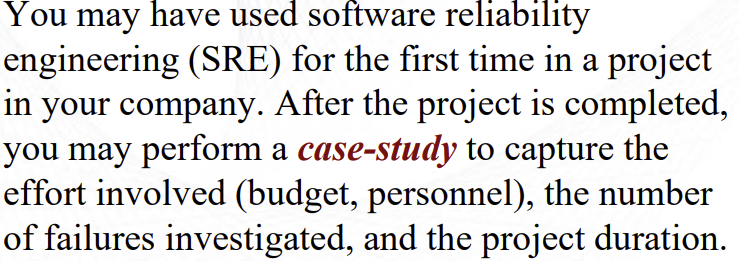 You may have used software reliability
engineering (SRE) for the first time in a project
in your company. After the project is completed,
you may perform a case-study to capture the
effort involved (budget, personnel), the number
of failures investigated, and the project duration.